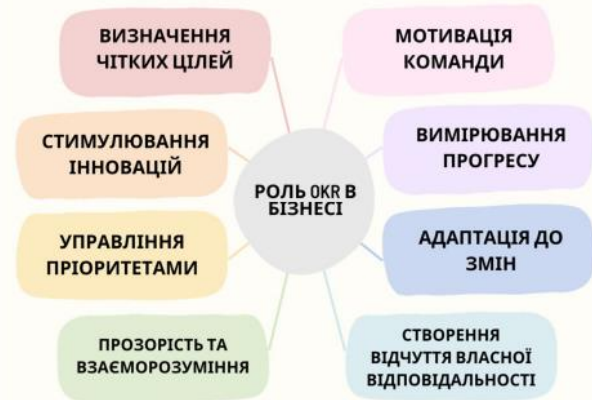 ВИЗНАЧЕННЯ
ЧІТКИХ ЦІЛЕЙ
МОТИВАЦІЯ
КОМАНДИ
СТИМУЛЮВАННЯ
ІННОВАЦІЙ
ВИМІРЮВАННЯ
ПРОГРЕСУ
РОЛЬ OKR В
БІЗНЕСІ
УПРАВЛІННЯ
ПРІОРИТЕТАМИ
АДАПТАЦІЯ ДО
ЗМІН
ПРОЗОРІСТЬ ТА
ВЗАЄМОРОЗУМІННЯ
СТВОРЕННЯ
ВІДЧУТТЯ ВЛАСНОЇ
ВІДПОВІДАЛЬНОСТІ